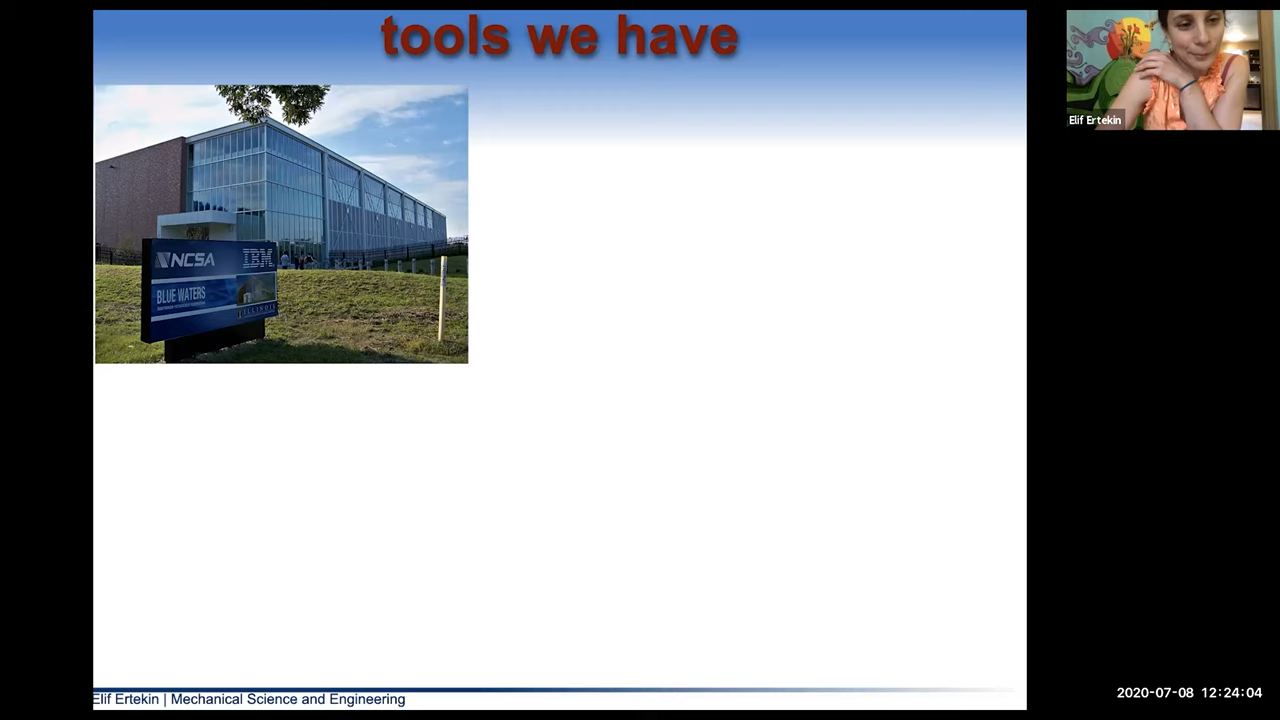 tools we have
NCSA
IBM
BLUE WATERS
ILLINOIS
Elif Ertekin
Elif Ertekin | Mechanical Science and Engineering
2020-07-08 12:24:04